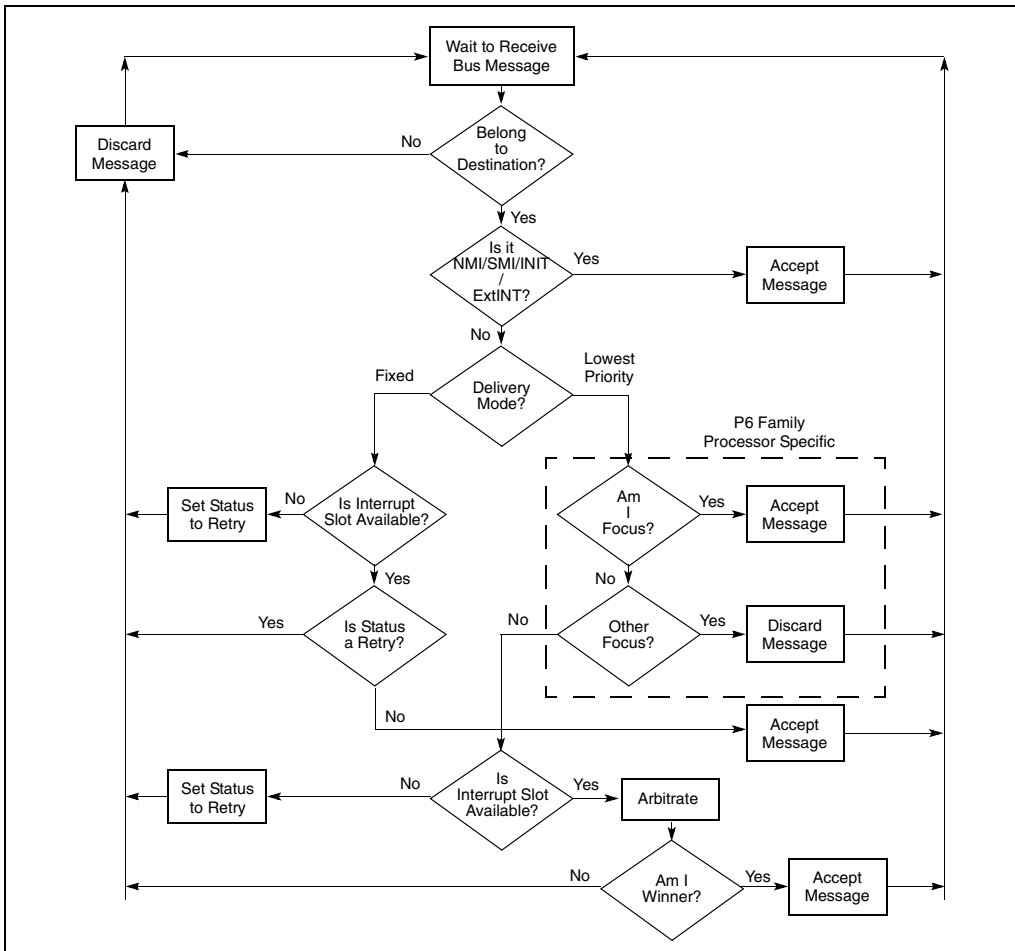 Wait to Receive
Bus Message
Belong
to
Destination?
No
Discard
Message
Yes
Is it
NMI/SMI/INIT
/
ExtINT?
Yes
Accept
Message
No
Delivery
Mode?
Fixed
Lowest
Priority
P6 Family
Processor Specific
Set Status
to Retry
No
Is Interrupt
Slot Available?
Am
I
Focus?
Yes
Accept
Message
Yes
No
Yes
Is Status
a Retry?
No
Other
Focus?
Yes
Discard
Message
No
Accept
Message
Set Status
to Retry
No
Is
Interrupt Slot
Available?
Yes
Arbitrate
No
Am I
Winner?
Yes
Accept
Message